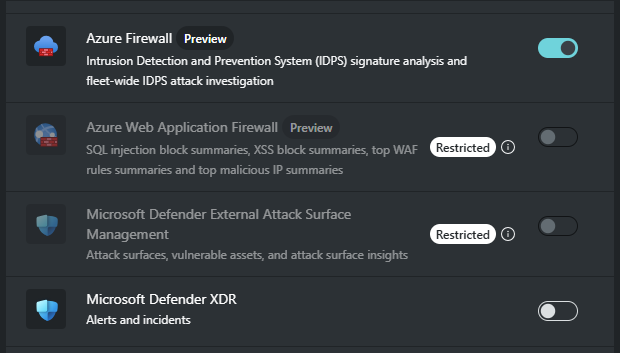 Azure Firewall Preview
Intrusion Detection and Prevention System (IDPS) signature analysis and
fleet-wide IDPS attack investigation
Azure Web Application Firewall Preview
SQL injection block summaries, XSS block summaries, top WAF
rules summaries and top malicious IP summaries
Restricted
Microsoft Defender External Attack Surface
Management
Attack surfaces, vulnerable assets, and attack surface insights
Restricted
Microsoft Defender XDR
Alerts and incidents